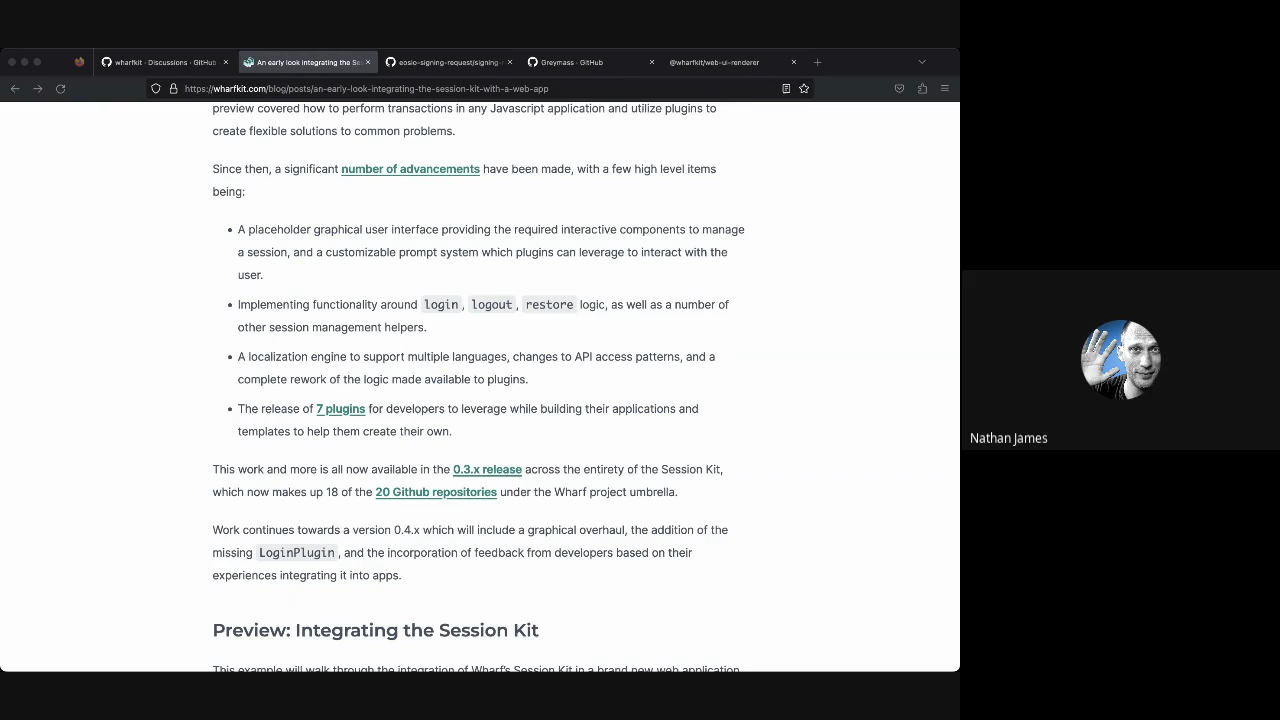 wharfkit · Discussions · GitHub
An early look integrating the Se
eosio-signing-request/signing-
Greymass · GitHub
@wharfkit/web-ui-renderer
https://wharfkit.com/blog/posts/an-early-look-integrating-the-session-kit-with-a-web-app
preview covered how to perform transactions in any Javascript application and utilize plugins to
create flexible solutions to common problems.
Since then, a significant number of advancements have been made, with a few high level items
being:
• A placeholder graphical user interface providing the required interactive components to manage
a session, and a customizable prompt system which plugins can leverage to interact with the
user.
• Implementing functionality around login, logout, restore logic, as well as a number of
other session management helpers.
• A localization engine to support multiple languages, changes to API access patterns, and a
complete rework of the logic made available to plugins.
• The release of 7 plugins for developers to leverage while building their applications and
templates to help them create their own.
This work and more is all now available in the 0.3.x release across the entirety of the Session Kit,
which now makes up 18 of the 20 Github repositories under the Wharf project umbrella.
Work continues towards a version 0.4.x which will include a graphical overhaul, the addition of the
missing LoginPlugin, and the incorporation of feedback from developers based on their
experiences integrating it into apps.
Preview: Integrating the Session Kit
This example will walk through the integration of Wharf's Session Kit in a brand new web application
Nathan James